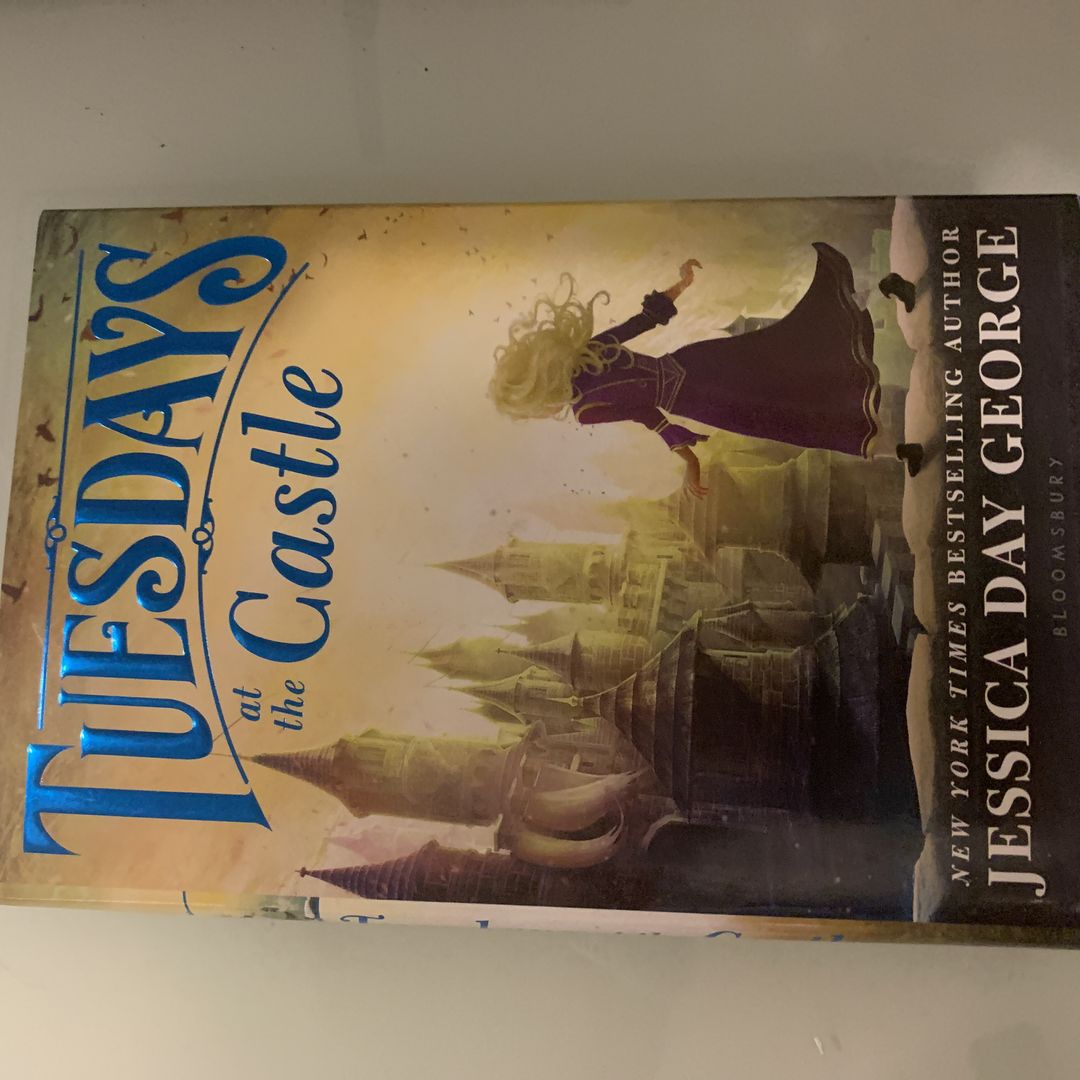 TUESDAYS
at
the
Castle
NEW YORK TIMES BESTSELLING AUTHOR
JESSICA DAY GEORGE
BLOOMSBURY